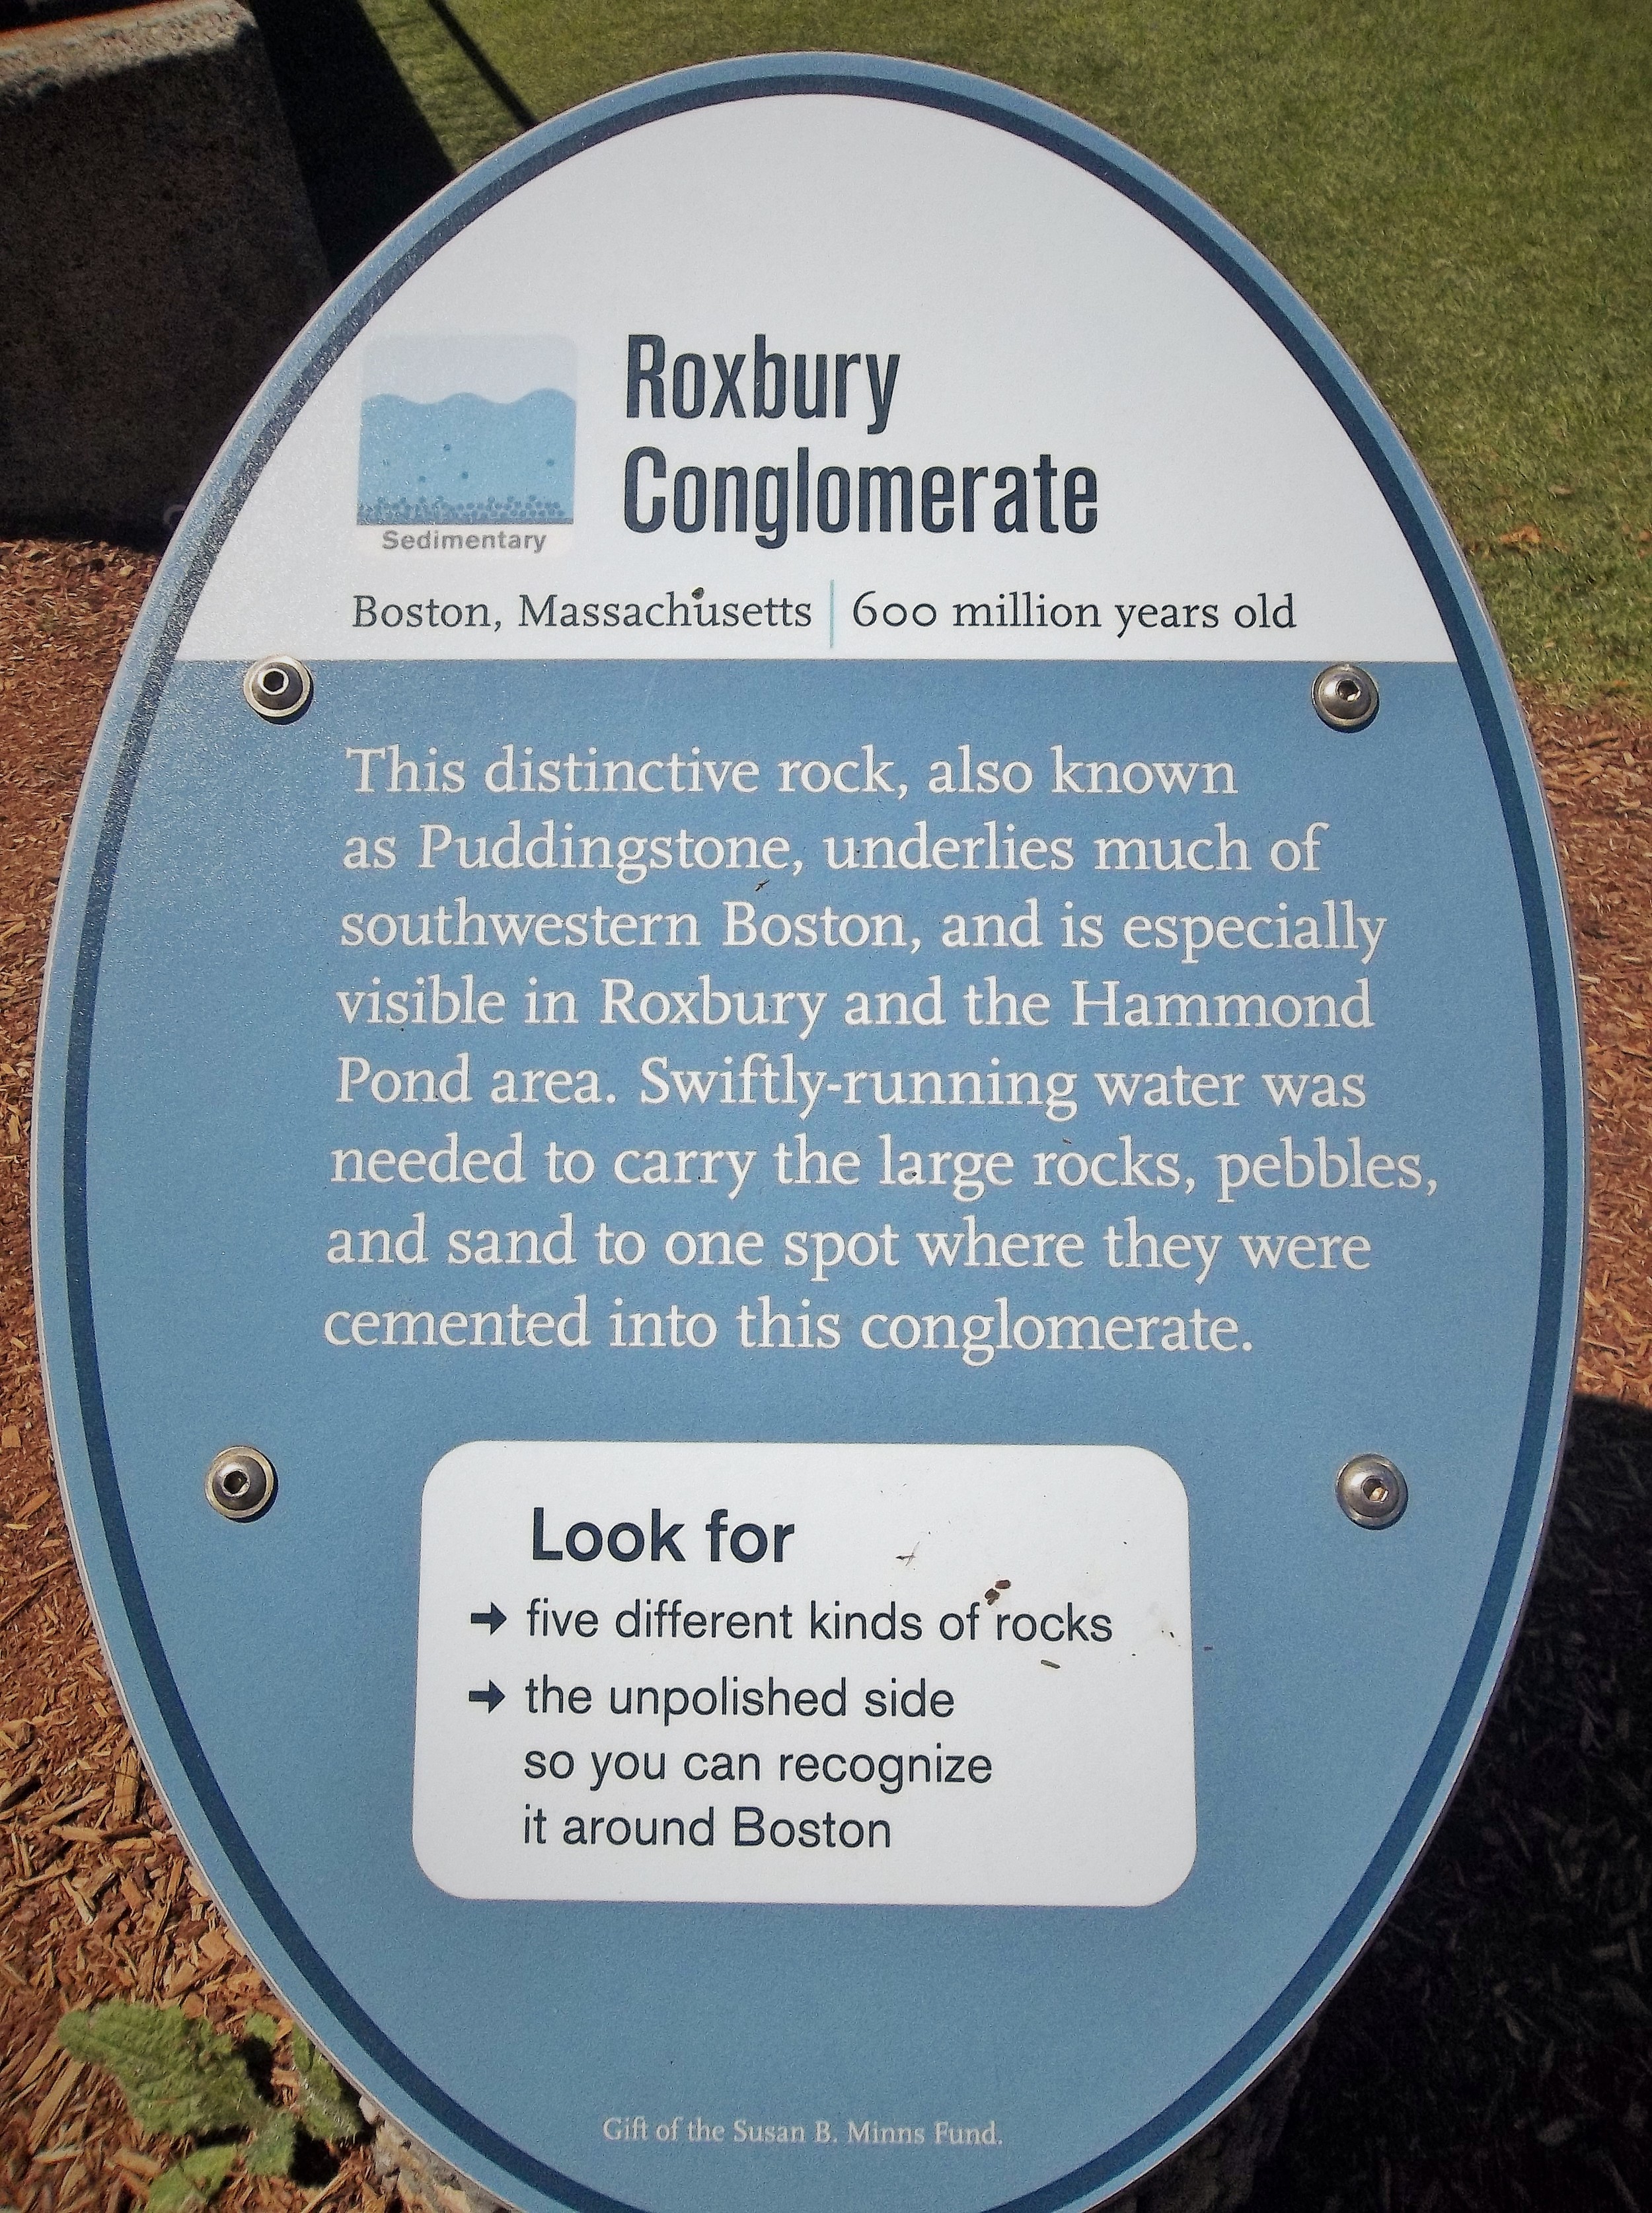 Roxbury
Conglomerate
Sedimentary
Boston, Massachusetts | 600 million years old
This distinctive rock, also known
as Puddingstone, underlies much of
southwestern Boston, and is especially
visible in Roxbury and the Hammond
Pond area. Swiftly-running water was
needed to carry the large rocks, pebbles,
and sand to one spot where they were
cemented into this conglomerate.
Look for
➔ five different kinds of rocks
➔ the unpolished side
so you can recognize
it around Boston
Gift of the Susan B. Minns Fund.